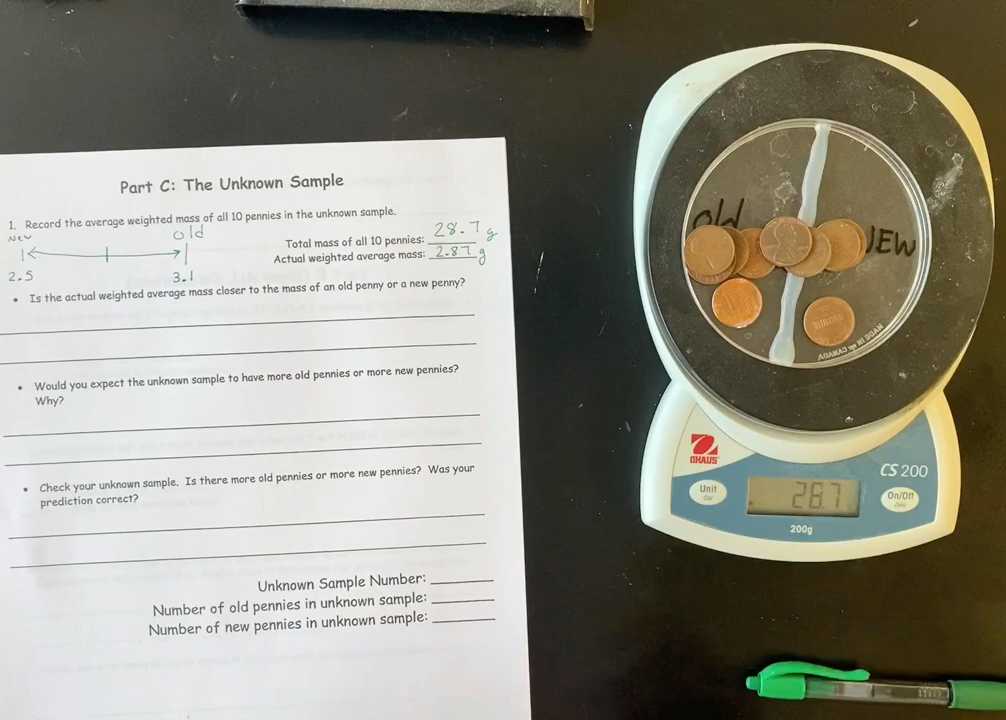 Part C: The Unknown Sample
1. Record the average weighted mass of all 10 pennies in the unknown sample.
New
old
2.5
3.1
Total mass of all 10 pennies: 28.7 g
Actual weighted average mass: 2.87 g
• Is the actual weighted average mass closer to the mass of an old penny or a new penny?
• Would you expect the unknown sample to have more old pennies or more new pennies?
Why?
• Check your unknown sample. Is there more old pennies or more new pennies? Was your
prediction correct?
Unknown Sample Number:
Number of old pennies in unknown sample:
Number of new pennies in unknown sample:
old
NEW
MADE IN CANADA
OHAUS
CS 200
Unit
Cal
28.7
On/Off
Zero
200g